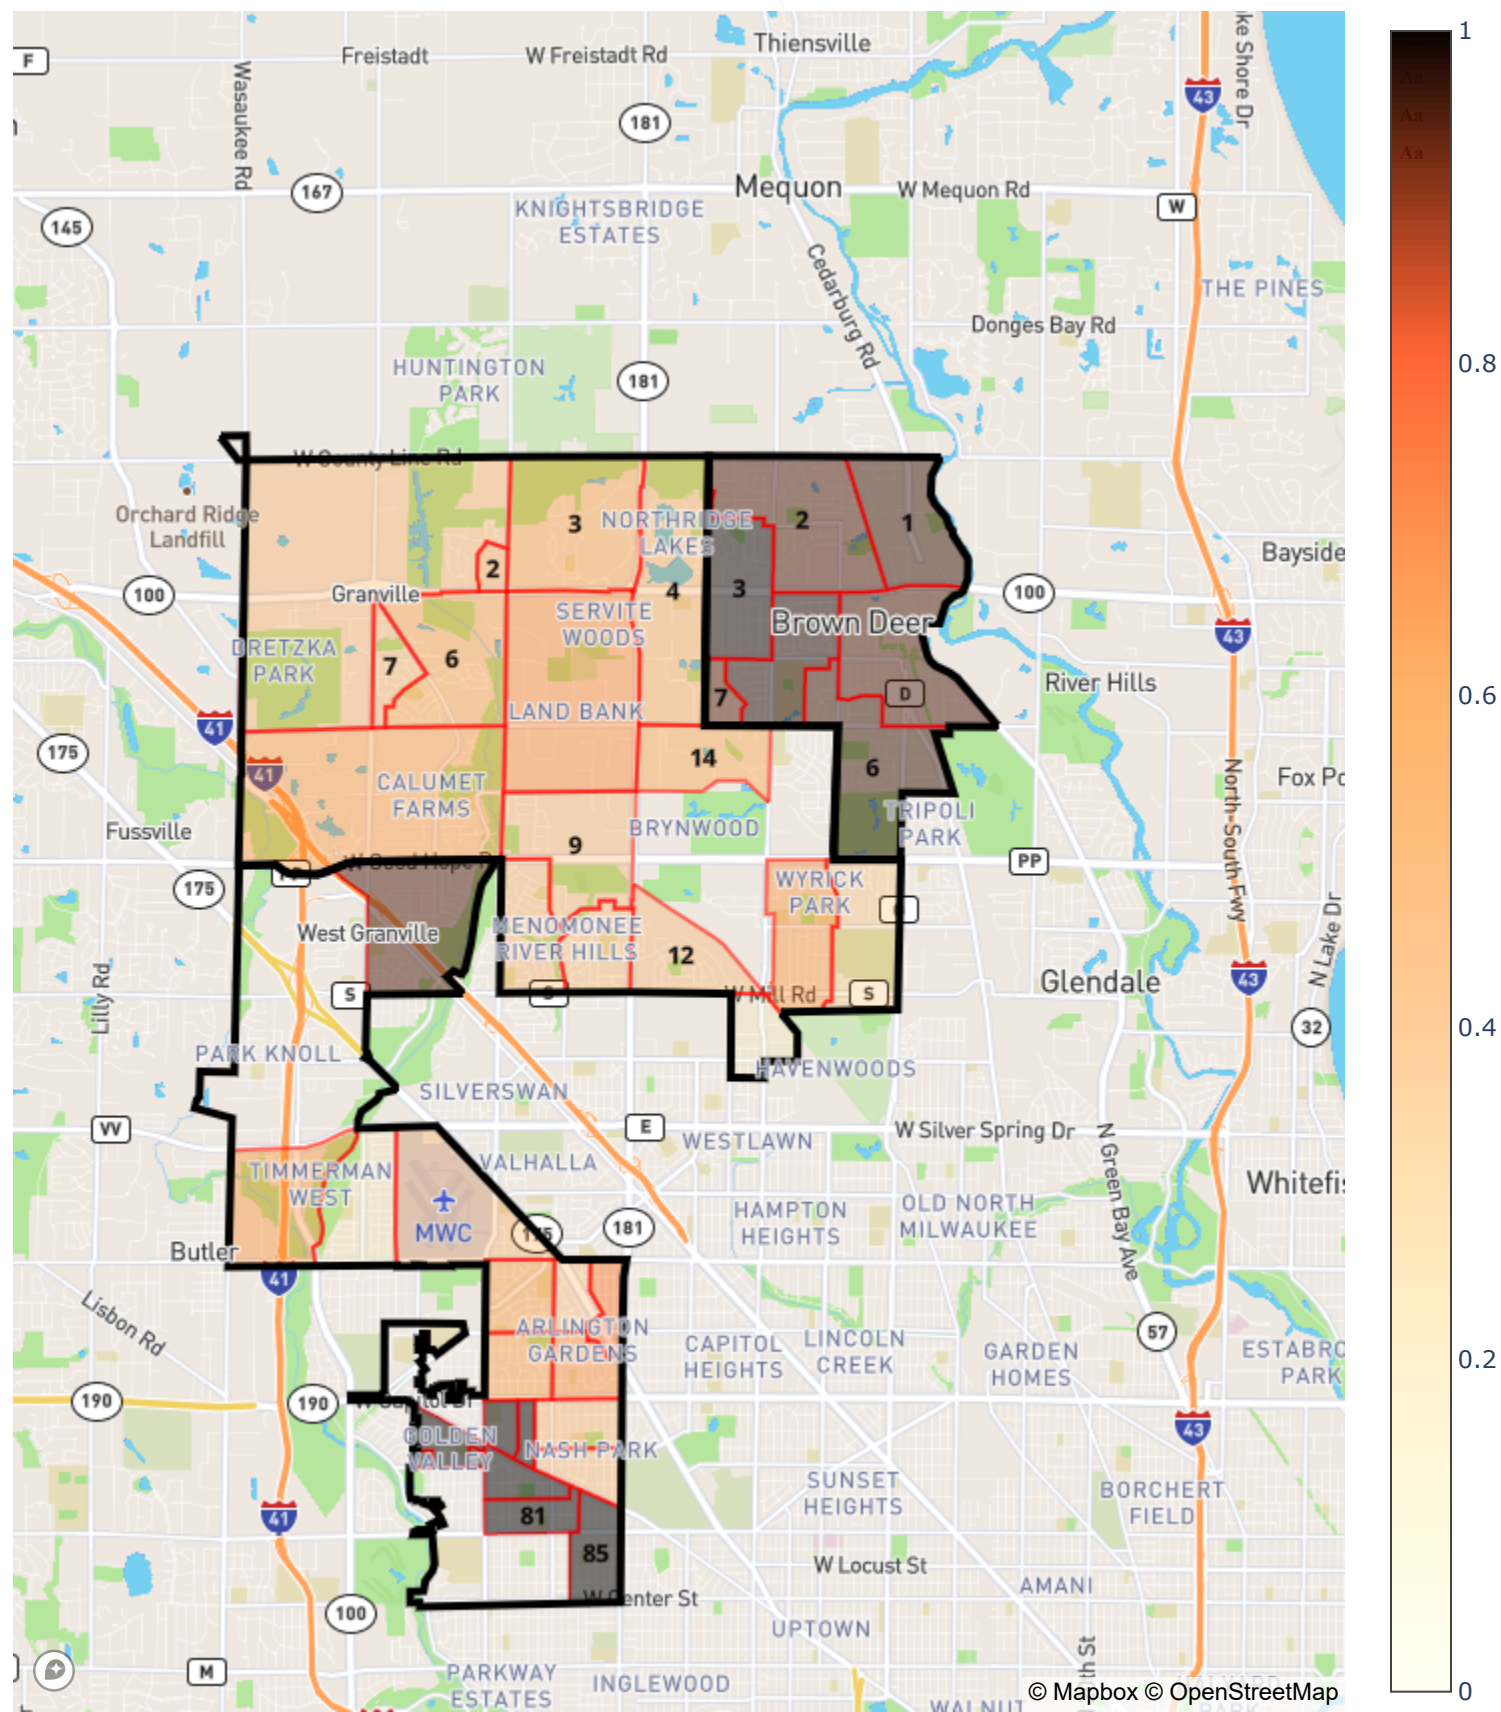 F
Freistadt
W Freistadt Rd
Thiensville
Wasaukee Rd
43
181
167
Mequon
W Mequon Rd
W
145
KNIGHTSBRIDGE
ESTATES
Cedarburg Rd
THE PINES
Donges Bay Rd
HUNTINGTON
PARK
181
W County Line Rd
Orchard Ridge
Landfill
3
NORTHRIDGE
LAKES
2
1
Bayside
2
100
Granville
4
3
100
SERVITE
WOODS
Brown Deer
43
DRETZKA
PARK
7
6
River Hills
7
D
41
LAND BANK
175
14
6
41
CALUMET
FARMS
North-South Fwy
TRIPOLI
PARK
Fussville
BRYNWOOD
9
W Good Hope
PP
175
WYRICK
PARK
West Granville
MENOMONEE
RIVER HILLS
12
Lilly Rd
S
W Mill Rd
S
Glendale
43
N Lake Dr
32
PARK KNOLL
HAVENWOODS
SILVERSWAN
VV
E
WESTLAWN
W Silver Spring Dr
N Green Bay Ave
VALHALLA
TIMMERMAN
WEST
MWC
175
181
HAMPTON
HEIGHTS
OLD NORTH
MILWAUKEE
Butler
41
Lisbon Rd
ARLINGTON
GARDENS
CAPITOL
HEIGHTS
LINCOLN
CREEK
GARDEN
HOMES
57
PARK
190
190
W Capitol Dr
43
GOLDEN
VALLEY
NASH PARK
SUNSET
HEIGHTS
BORCHERT
FIELD
41
81
85
W Locust St
W Center St
AMANI
100
UPTOWN
M
PARKWAY
ESTATES
INGLEWOOD
© Mapbox © OpenStreetMap
1
0.8
0.6
0.4
0.2
0